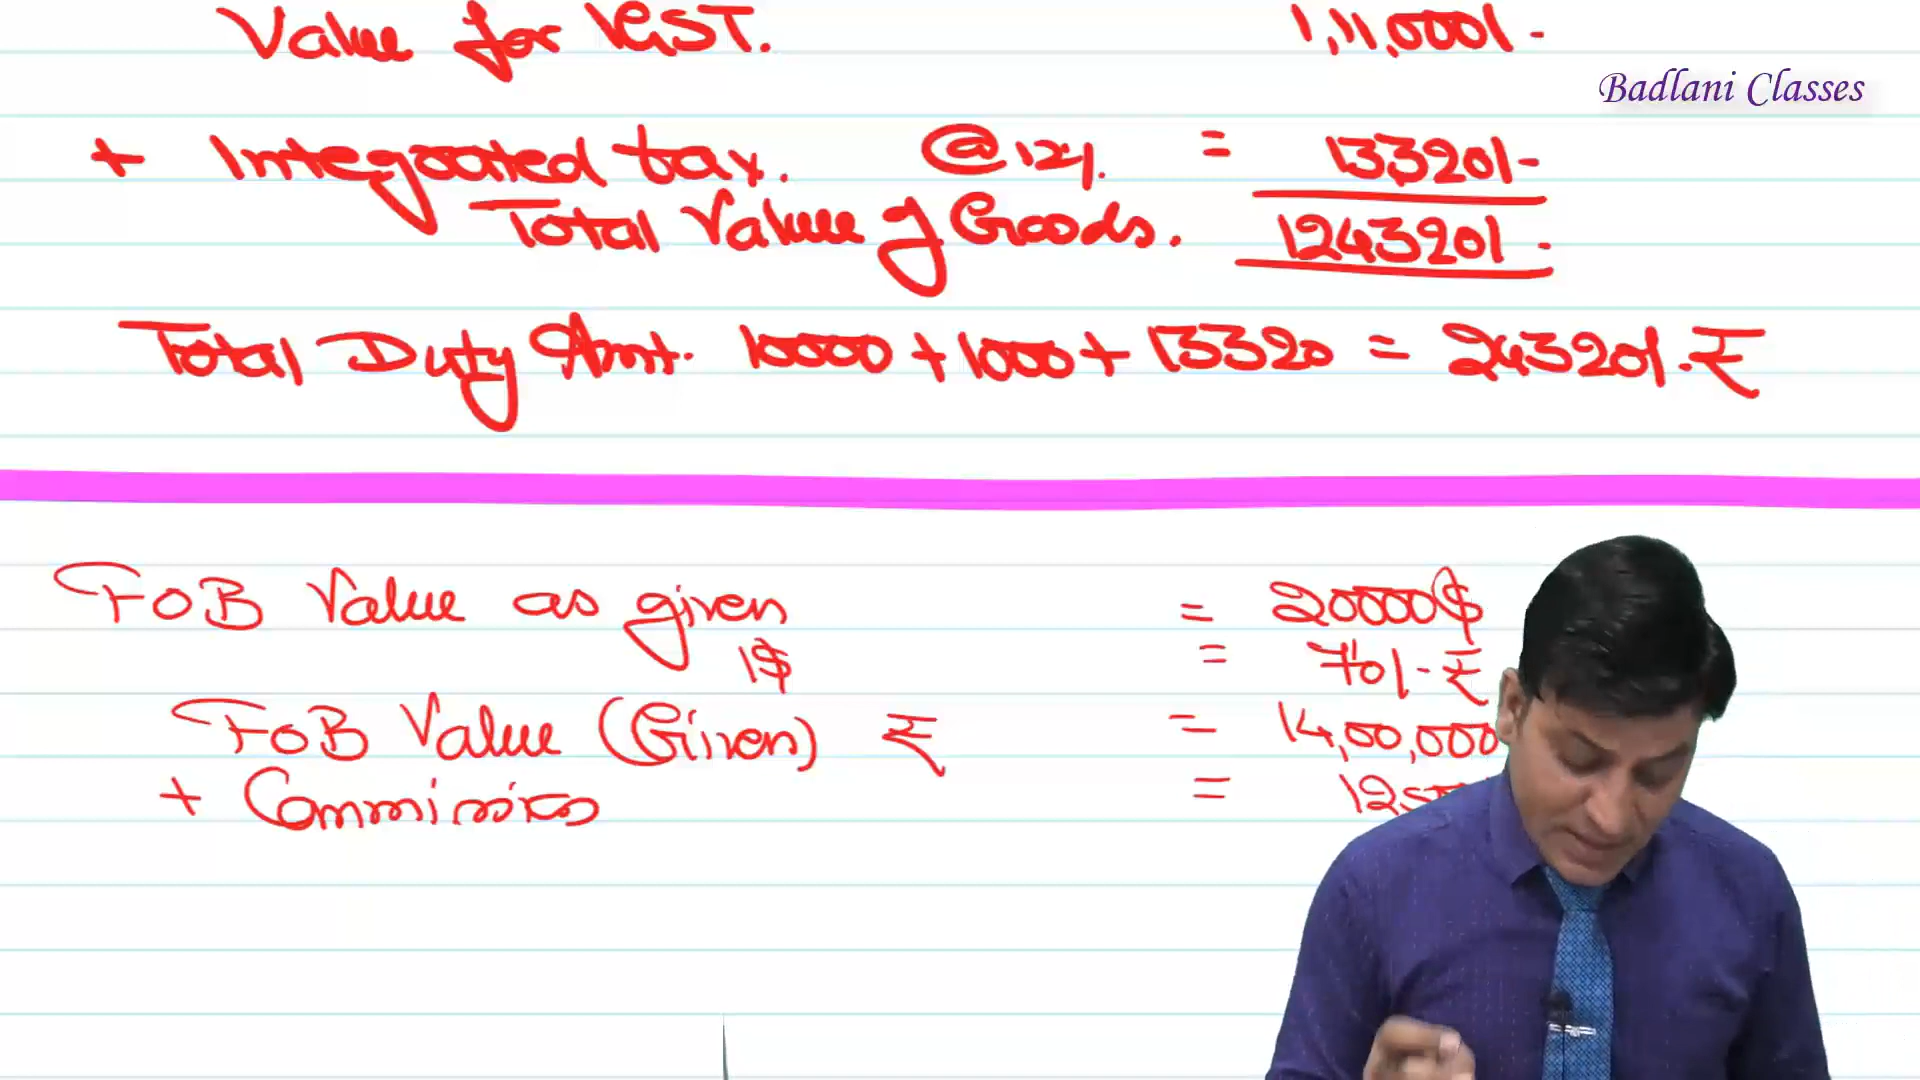 Value for IGST. 1,11,000/-
Badlani Classes
+ Integrated tax. @12%. = 13320/-
Total Value of Goods. 124320/-
Total Duty Amt. 10000 + 1000 + 13320 = 24320/- ₹
FOB Value as given = 20000$
1$ = 70/- ₹
FOB Value (Given) ₹ = 14,00,000
+ Commission =